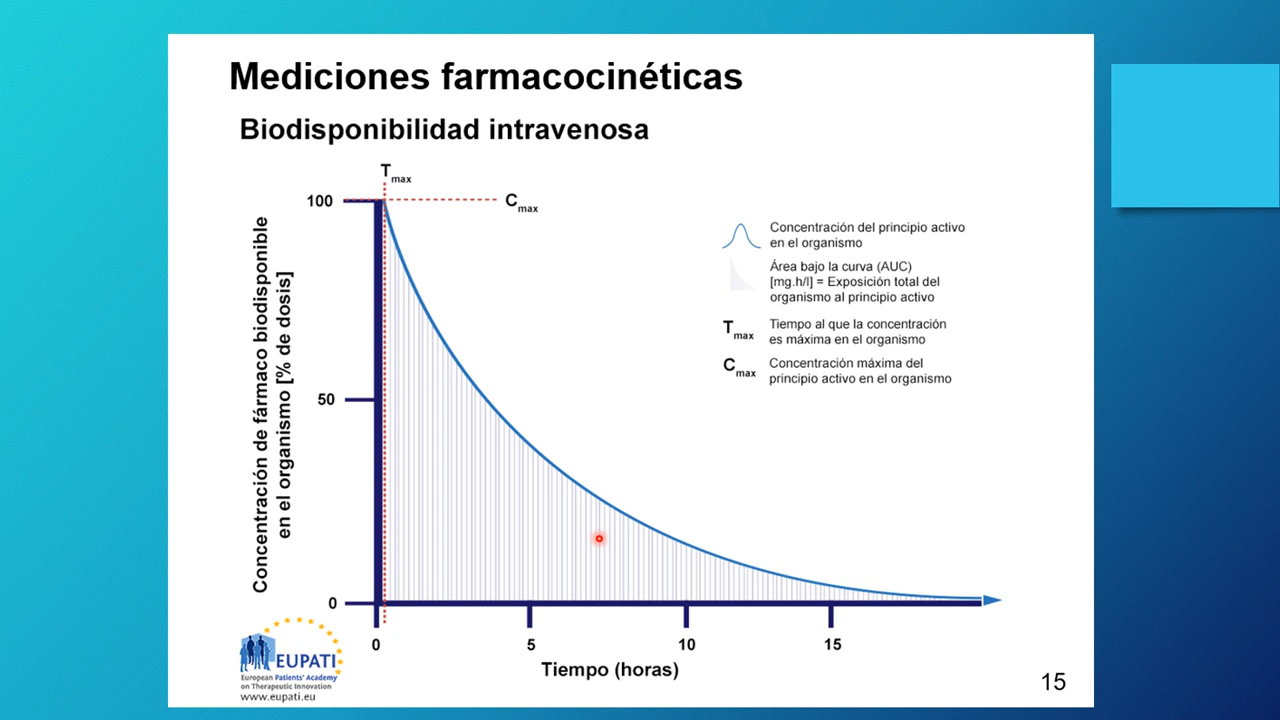 Mediciones farmacocinéticas
Biodisponibilidad intravenosa
Tmax
100
Cmax
50
0
Concentración de fármaco biodisponible
en el organismo [% de dosis]
Concentración del principio activo
en el organismo
Área bajo la curva (AUC)
[mg.h/l] = Exposición total del
organismo al principio activo
Tmax Tiempo al que la concentración
es máxima en el organismo
Cmax Concentración máxima del
principio activo en el organismo
0 5 10 15
Tiempo (horas)
EUPATI
European Patients' Academy
on Therapeutic Innovation
www.eupati.eu
15